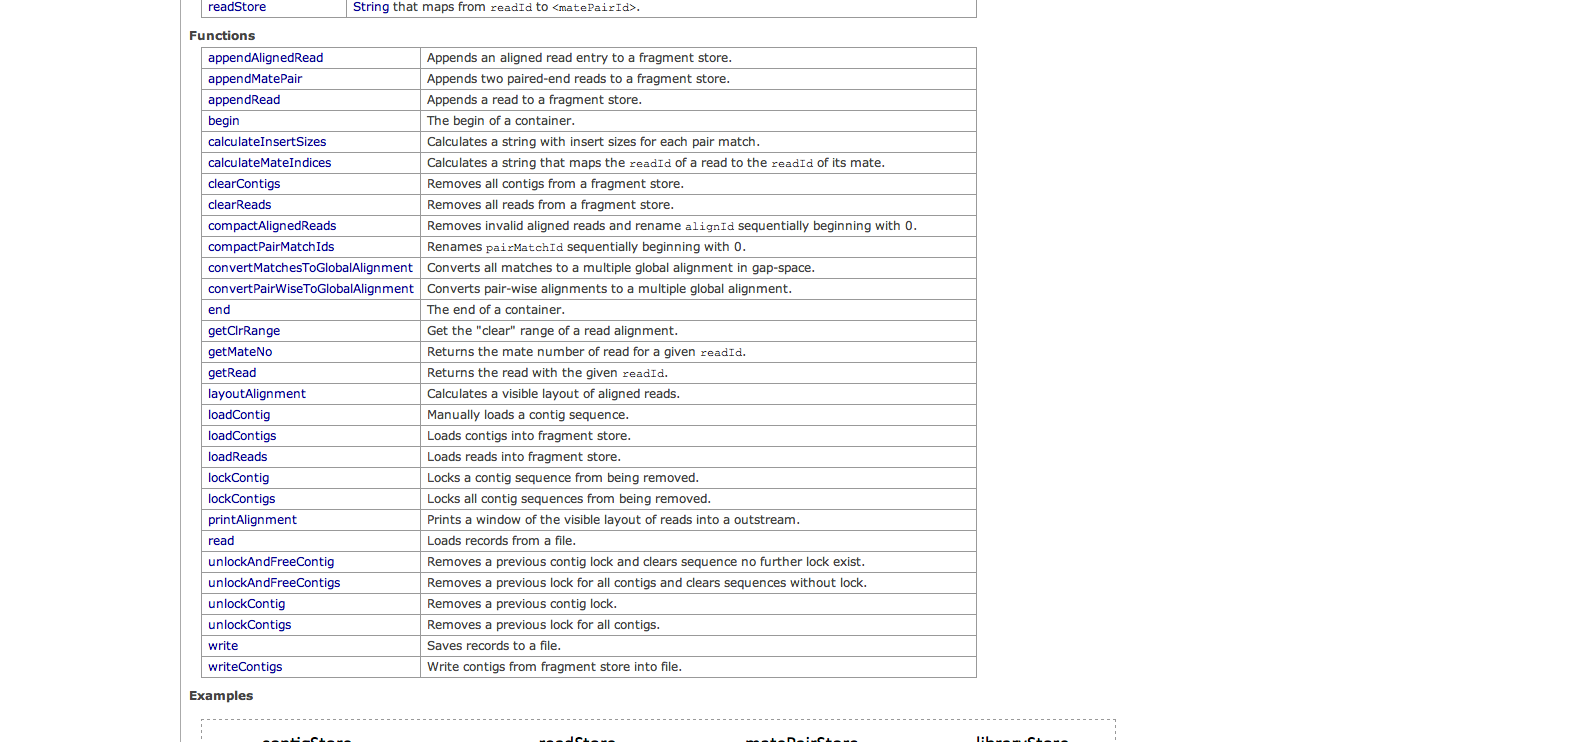 readStore String that maps from readId to <matePairId>.
Functions
appendAlignedRead Appends an aligned read entry to a fragment store.
appendMatePair Appends two paired-end reads to a fragment store.
appendRead Appends a read to a fragment store.
begin The begin of a container.
calculateInsertSizes Calculates a string with insert sizes for each pair match.
calculateMateIndices Calculates a string that maps the readId of a read to the readId of its mate.
clearContigs Removes all contigs from a fragment store.
clearReads Removes all reads from a fragment store.
compactAlignedReads Removes invalid aligned reads and rename alignId sequentially beginning with 0.
compactPairMatchIds Renames pairMatchId sequentially beginning with 0.
convertMatchesToGlobalAlignment Converts all matches to a multiple global alignment in gap-space.
convertPairWiseToGlobalAlignment Converts pair-wise alignments to a multiple global alignment.
end The end of a container.
getClrRange Get the "clear" range of a read alignment.
getMateNo Returns the mate number of read for a given readId.
getRead Returns the read with the given readId.
layoutAlignment Calculates a visible layout of aligned reads.
loadContig Manually loads a contig sequence.
loadContigs Loads contigs into fragment store.
loadReads Loads reads into fragment store.
lockContig Locks a contig sequence from being removed.
lockContigs Locks all contig sequences from being removed.
printAlignment Prints a window of the visible layout of reads into a outstream.
read Loads records from a file.
unlockAndFreeContig Removes a previous contig lock and clears sequence no further lock exist.
unlockAndFreeContigs Removes a previous lock for all contigs and clears sequences without lock.
unlockContig Removes a previous contig lock.
unlockContigs Removes a previous lock for all contigs.
write Saves records to a file.
writeContigs Write contigs from fragment store into file.
Examples
contigStore readStore matePairStore libraryStore